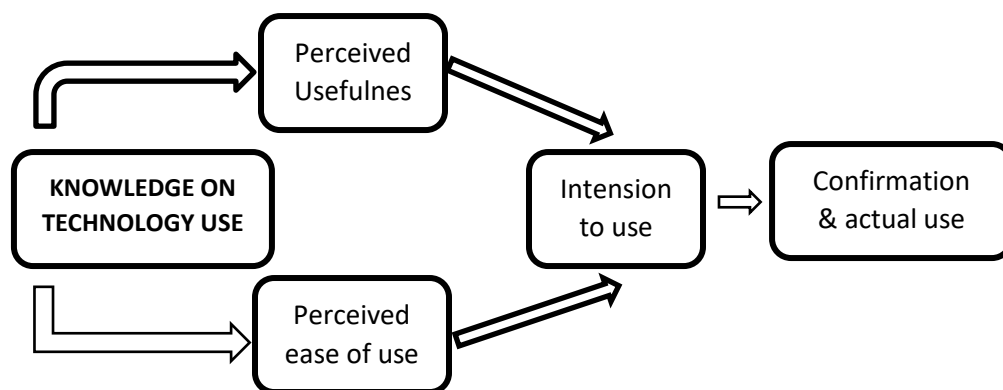 Perceived
Usefulnes
KNOWLEDGE ON
TECHNOLOGY USE
Intension
to use
Confirmation
& actual use
Perceived
ease of use